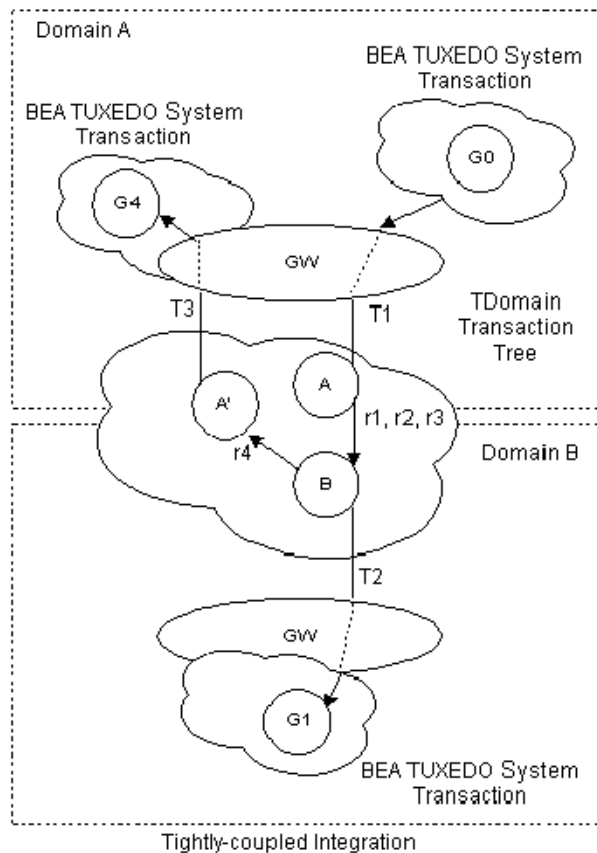 Domain A
BEA TUXEDO System
Transaction
BEA TUXEDO System
Transaction
G0
G4
GW
T3
T1
TDomain
Transaction
Tree
A
A'
r1, r2, r3
r4
B
Domain B
T2
GW
G1
BEA TUXEDO System
Transaction
Tightly-coupled Integration